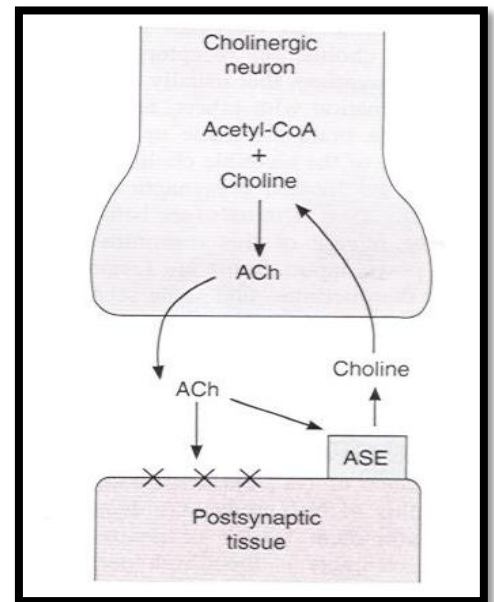 Cholinergic
neuron
Acetyl-CoA
+
Choline
ACh
Choline
ACh
ASE
Postsynaptic
tissue